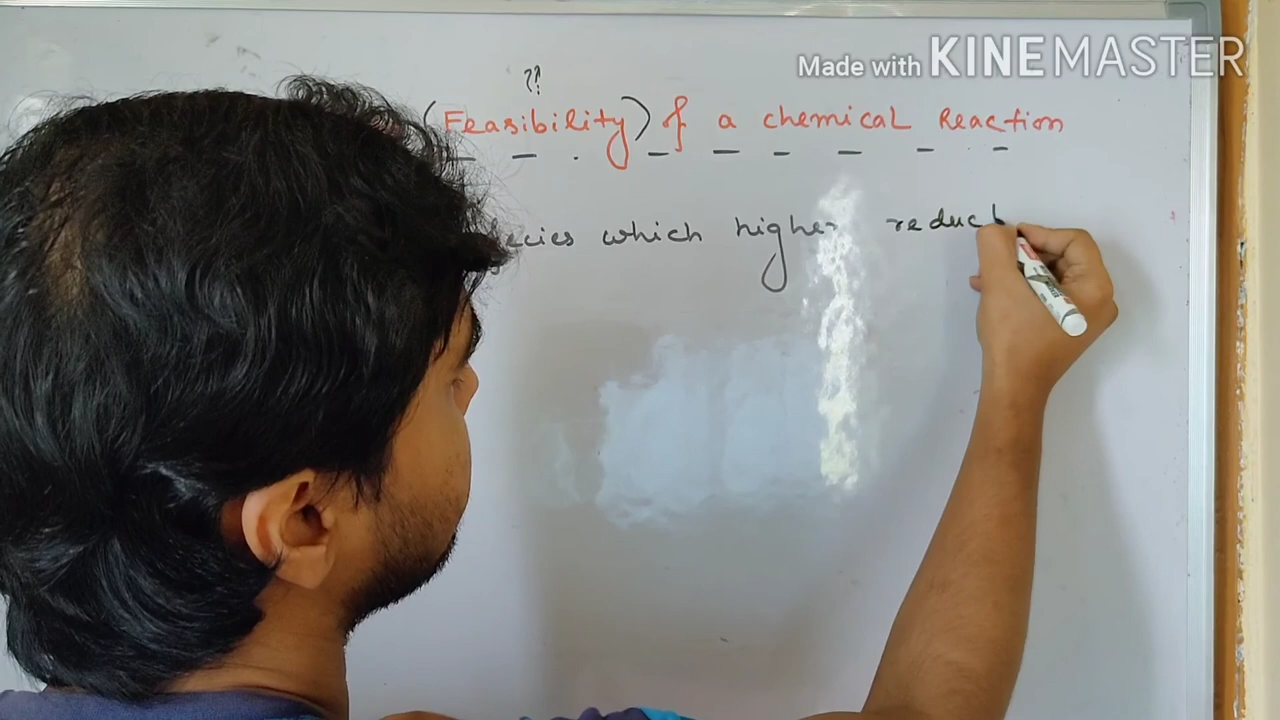 Made with KINEMASTER
??
(Feasibility) of a chemical Reaction
which higher reduct